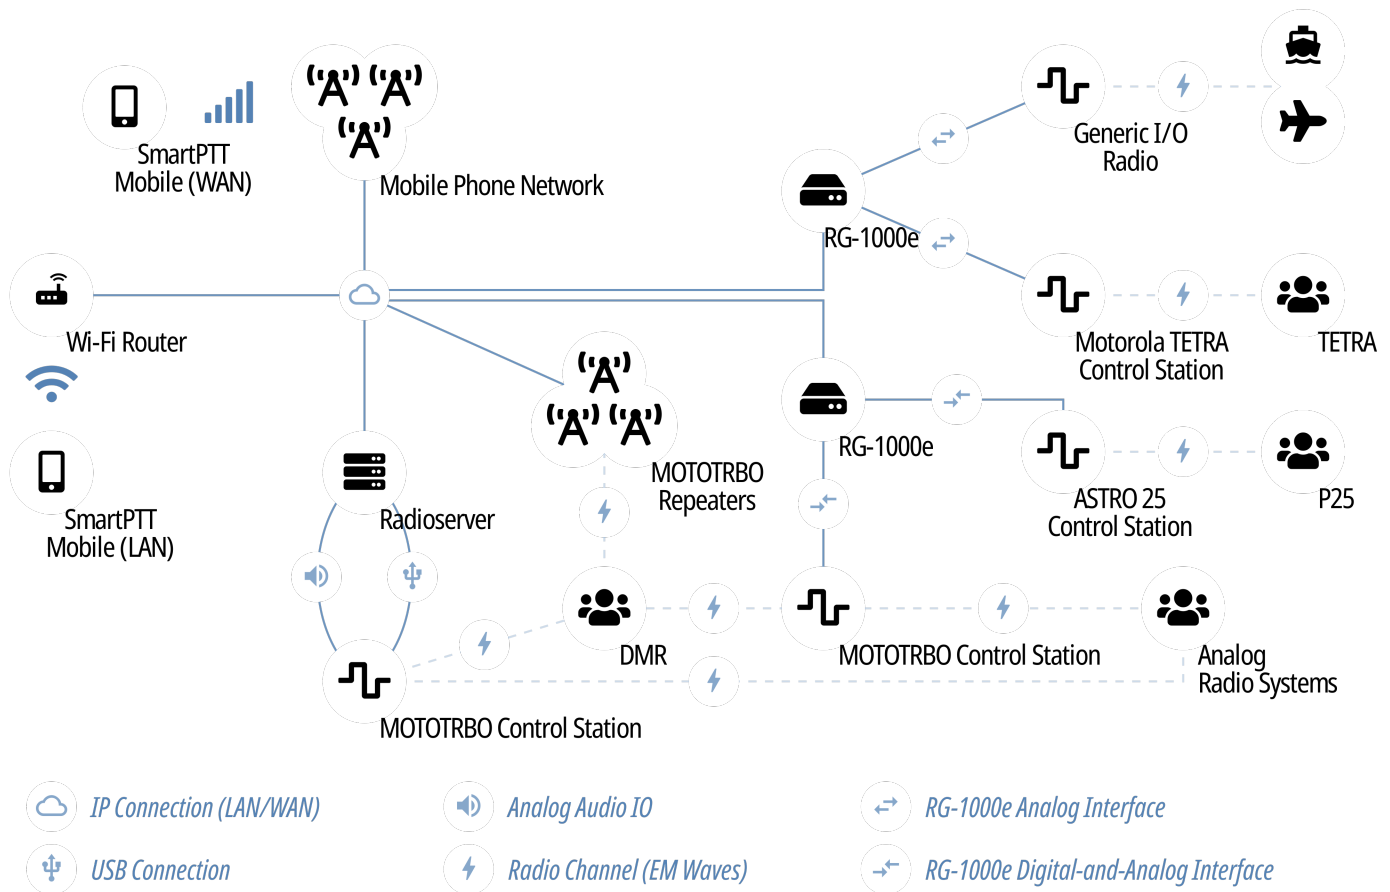 SmartPTT
Mobile (WAN)
Mobile Phone Network
Generic I/O
Radio
RG-1000e
Wi-Fi Router
Motorola TETRA
Control Station
TETRA
SmartPTT
Mobile (LAN)
Radioserver
MOTOTRBO
Repeaters
RG-1000e
ASTRO 25
Control Station
P25
DMR
MOTOTRBO Control Station
Analog
Radio Systems
MOTOTRBO Control Station
IP Connection (LAN/WAN)
Analog Audio IO
RG-1000e Analog Interface
USB Connection
Radio Channel (EM Waves)
RG-1000e Digital-and-Analog Interface